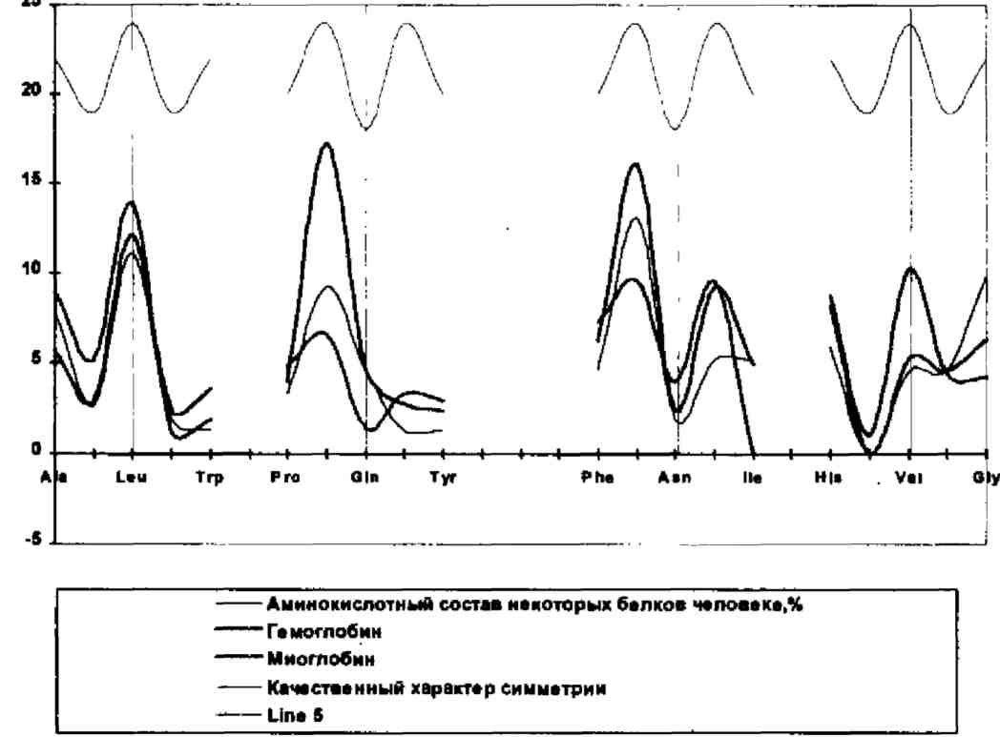 25
20
15
10
5
0
Ala Leu Trp Pro Gln Tyr Phe Asn Ile His Val Gly
-5
Аминокислотный состав некоторых белков человека,%
Гемоглобин
Миоглобин
Качественный характер симметрии
Line 5